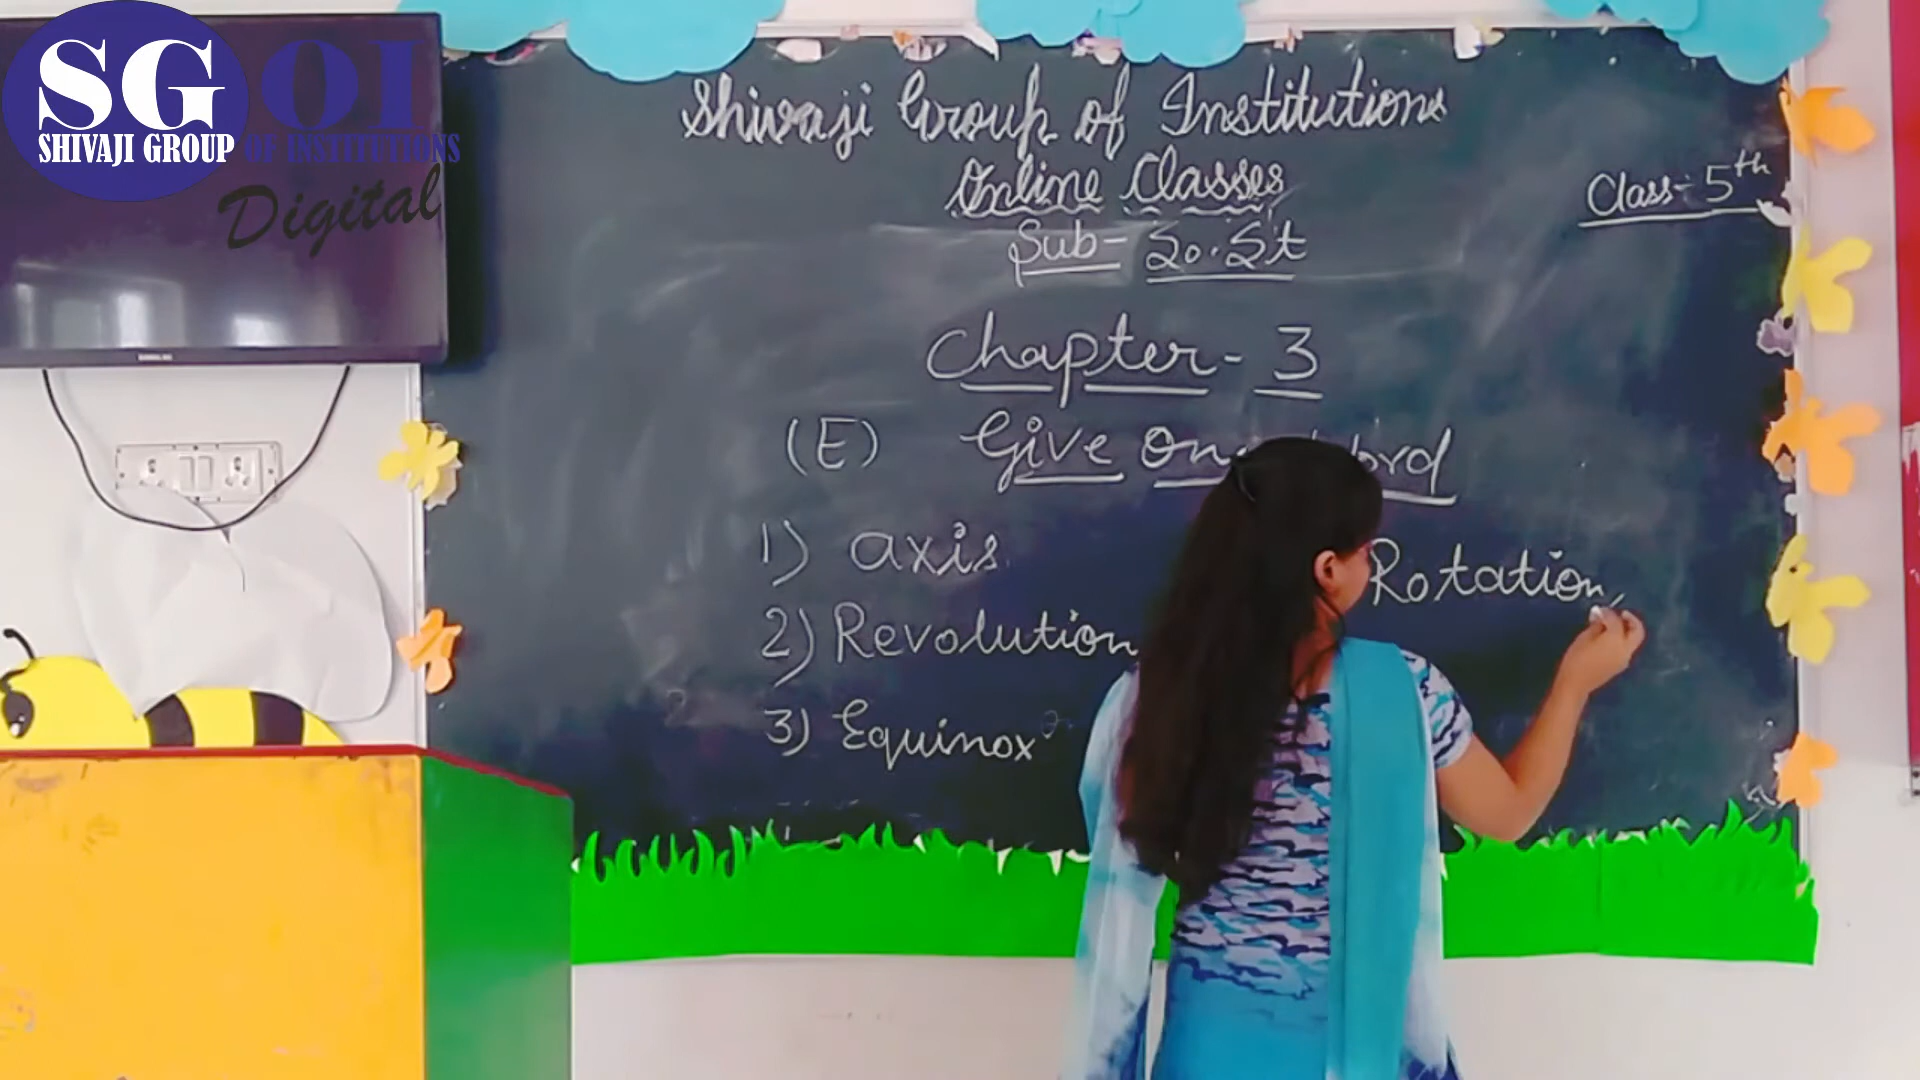 SGOI
SHIVAJI GROUP OF INSTITUTIONS
Digital
Shivaji Group of Institutions
Online Classes
Class:- 5th
Sub- So.St
Chapter- 3
(E) Give
1) axis
Rotation
2) Revolution
3) Equinox